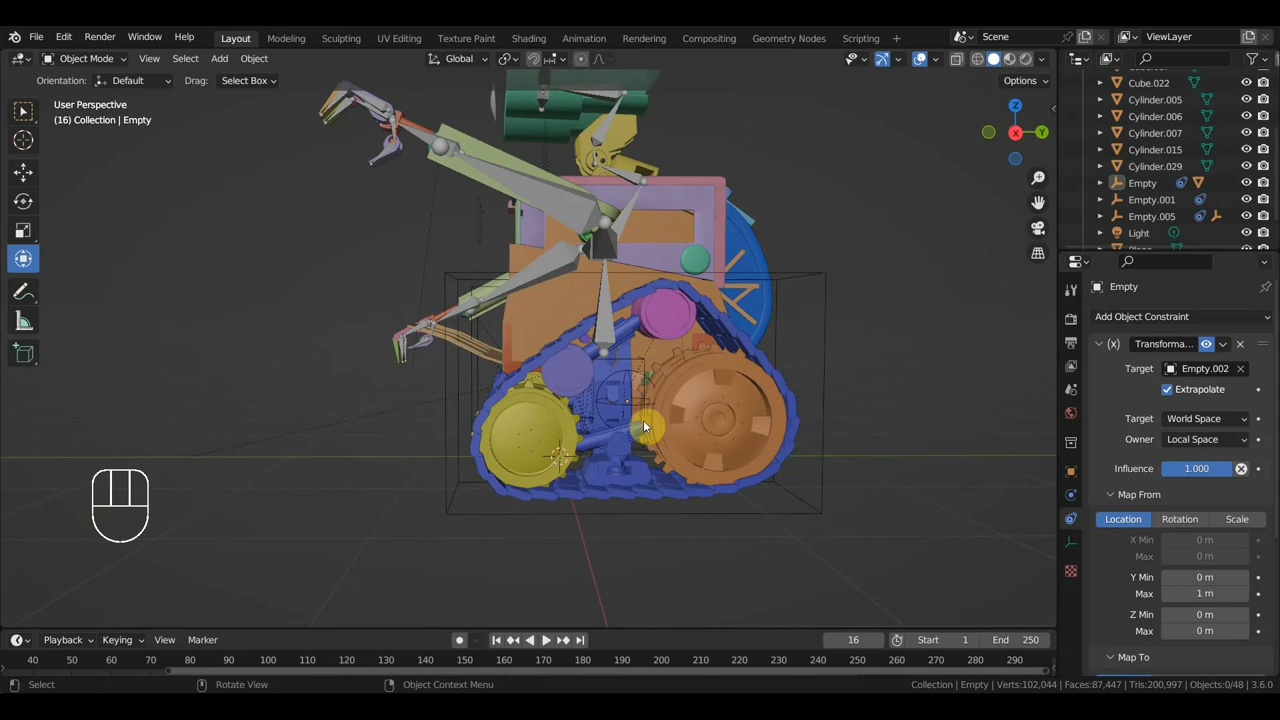 File Edit Render Window Help Layout Modeling Sculpting UV Editing Texture Paint Shading Animation Rendering Compositing Geometry Nodes Scripting + Scene ViewLayer
Object Mode View Select Add Object Global
Orientation: Default Drag: Select Box Options
User Perspective
(16) Collection | Empty
Z
Y
X
Cube.022
Cylinder.005
Cylinder.006
Cylinder.007
Cylinder.015
Cylinder.029
Empty
Empty.001
Empty.005
Light
Empty
Add Object Constraint
(x) Transforma...
Target Empty.002
Extrapolate
Target World Space
Owner Local Space
Influence 1.000
Map From
Location Rotation Scale
X Min 0 m
Max 0 m
Y Min 0 m
Max 1 m
Z Min 0 m
Max 0 m
Map To
Playback Keying View Marker 16 Start 1 End 250
40 50 60 70 80 90 100 110 120 130 140 150 160 170 180 190 200 210 220 230 240 250 260 270 280 290
Select Rotate View Object Context Menu Collection | Empty | Verts:102,044 | Faces:87,447 | Tris:200,997 | Objects:0/48 | 3.6.0